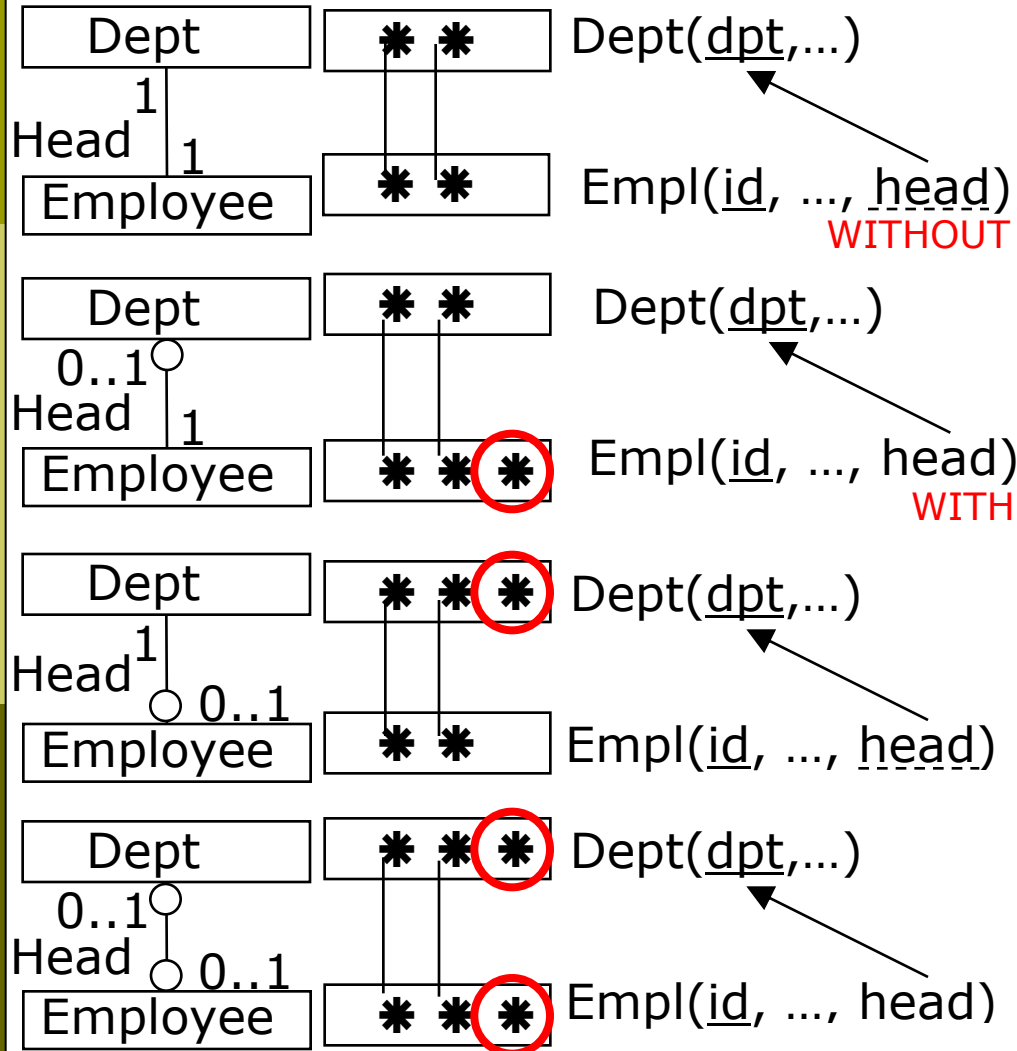 Dept
Dept(dpt,...)
1
Head
1
Employee
Empl(id, ..., head)
WITHOUT
Dept
Dept(dpt,...)
0..1
Head
1
Employee
Empl(id, ..., head)
WITH
Dept
Dept(dpt,...)
1
Head
0..1
Employee
Empl(id, ..., head)
Dept
Dept(dpt,...)
0..1
Head
0..1
Employee
Empl(id, ..., head)